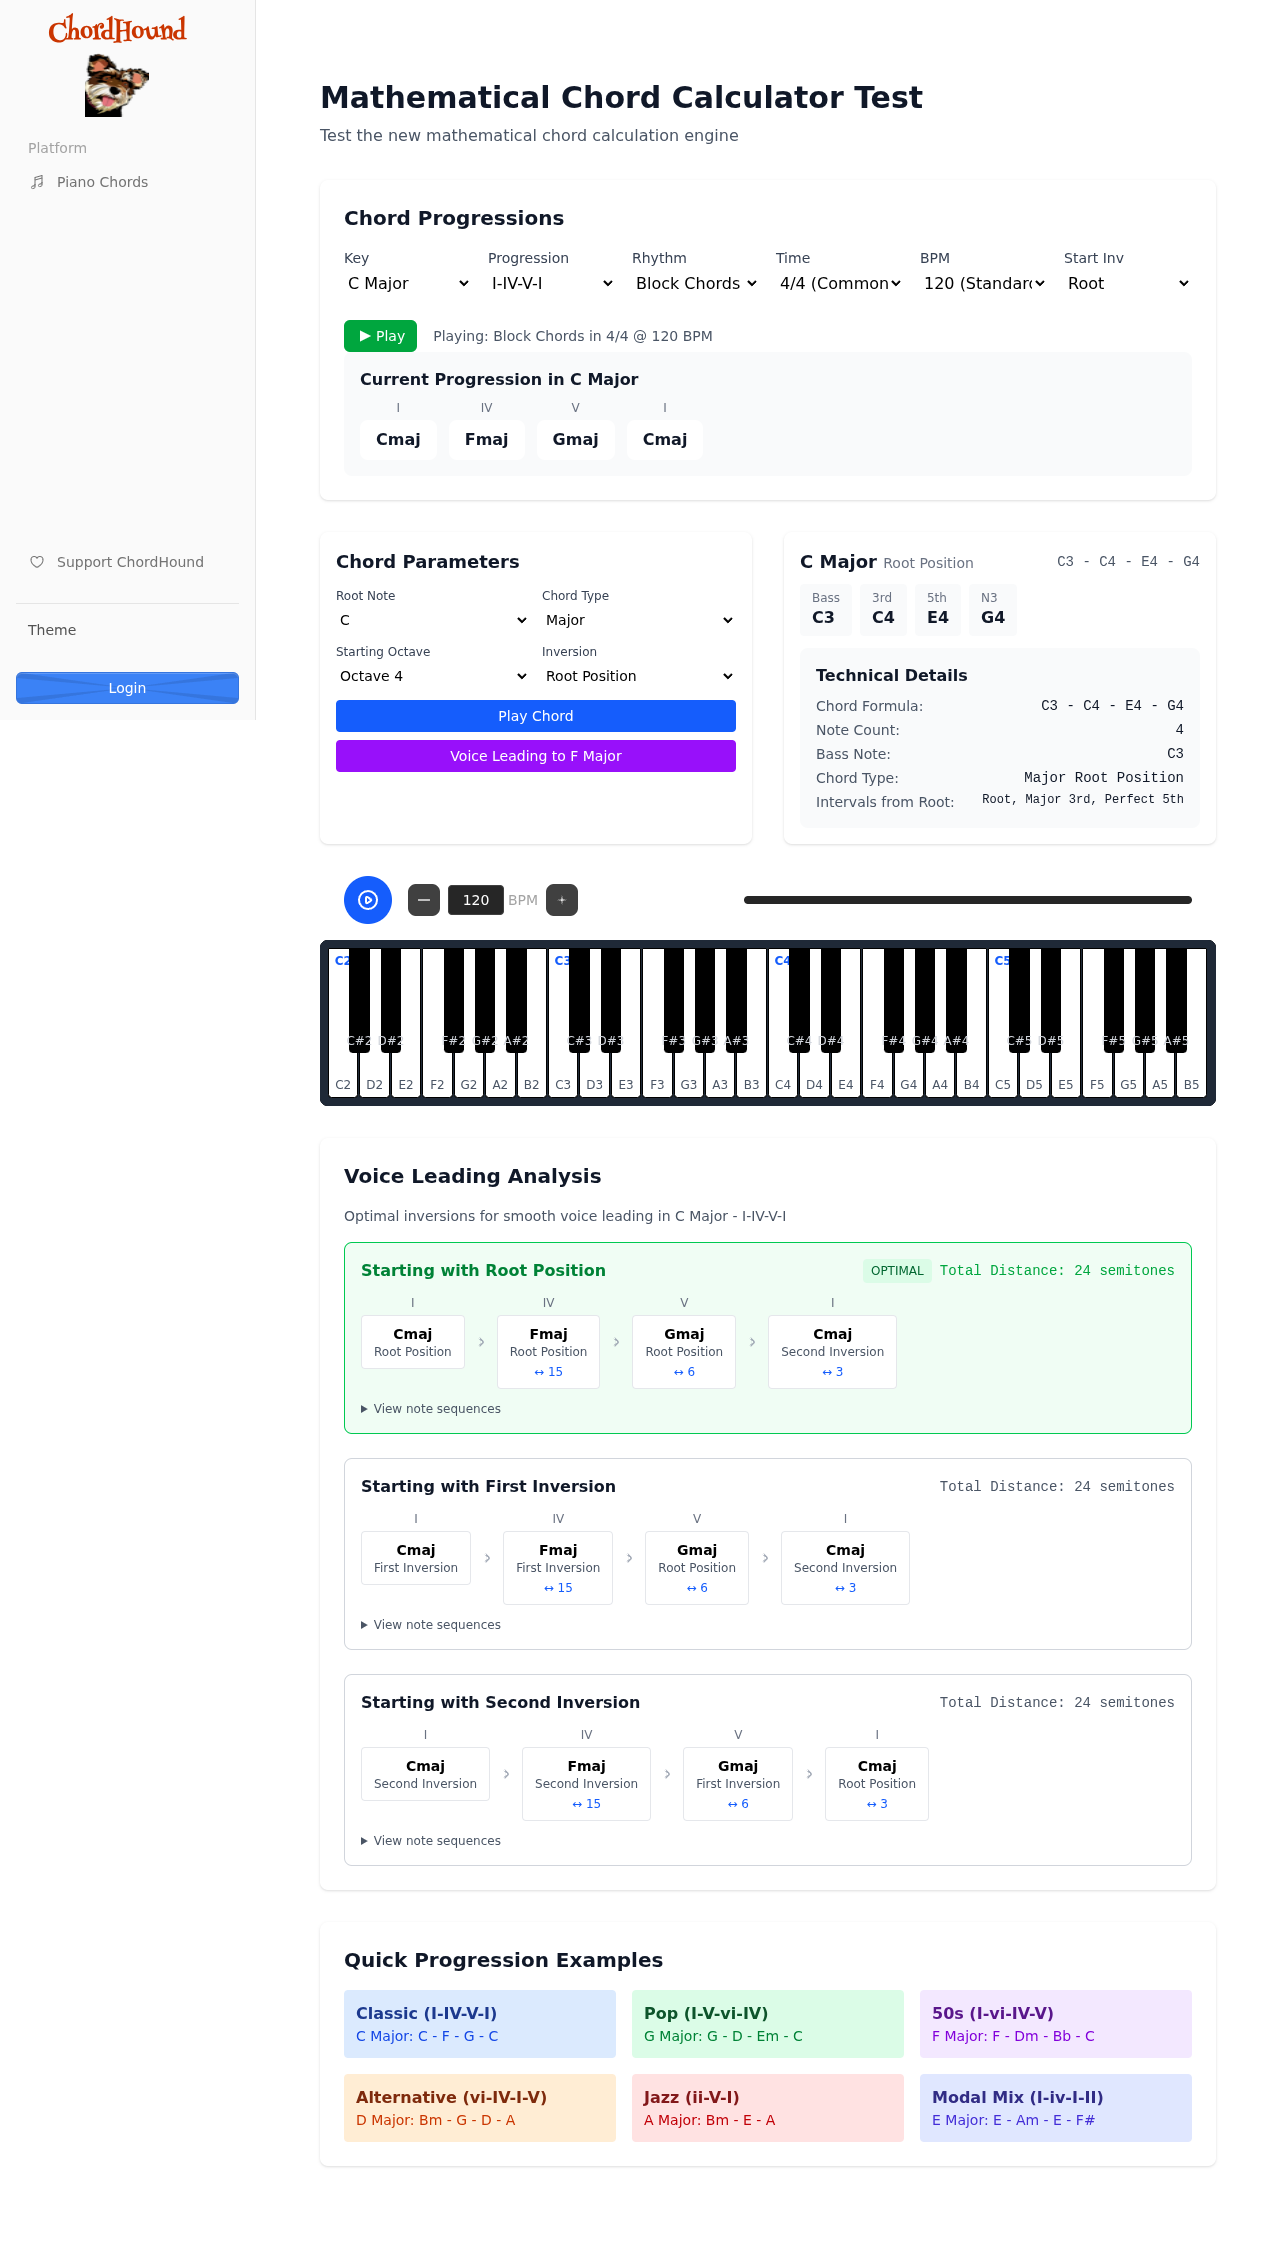 ChordHound
Platform
Piano Chords
Support ChordHound
Theme
Login
Mathematical Chord Calculator Test
Test the new mathematical chord calculation engine
Chord Progressions
Key Progression Rhythm Time BPM Start Inv
C Major I-IV-V-I Block Chords 4/4 (Common 120 (Standard Root
Play Playing: Block Chords in 4/4 @ 120 BPM
Current Progression in C Major
I IV V I
Cmaj Fmaj Gmaj Cmaj
Chord Parameters
Root Note Chord Type
C Major
Starting Octave Inversion
Octave 4 Root Position
Play Chord
Voice Leading to F Major
C Major Root Position C3 - C4 - E4 - G4
Bass 3rd 5th N3
C3 C4 E4 G4
Technical Details
Chord Formula: C3 - C4 - E4 - G4
Note Count: 4
Bass Note: C3
Chord Type: Major Root Position
Intervals from Root: Root, Major 3rd, Perfect 5th
120 BPM
C2 C3 C4 C5
C#2 D#2 F#2 G#2 A#2 C#3 D#3 F#3 G#3 A#3 C#4 D#4 F#4 G#4 A#4 C#5 D#5 F#5 G#5 A#5
C2 D2 E2 F2 G2 A2 B2 C3 D3 E3 F3 G3 A3 B3 C4 D4 E4 F4 G4 A4 B4 C5 D5 E5 F5 G5 A5 B5
Voice Leading Analysis
Optimal inversions for smooth voice leading in C Major - I-IV-V-I
Starting with Root Position OPTIMAL Total Distance: 24 semitones
I IV V I
Cmaj › Fmaj › Gmaj › Cmaj
Root Position Root Position Root Position Second Inversion
↔ 15 ↔ 6 ↔ 3
View note sequences
Starting with First Inversion Total Distance: 24 semitones
I IV V I
Cmaj › Fmaj › Gmaj › Cmaj
First Inversion First Inversion Root Position Second Inversion
↔ 15 ↔ 6 ↔ 3
View note sequences
Starting with Second Inversion Total Distance: 24 semitones
I IV V I
Cmaj › Fmaj › Gmaj › Cmaj
Second Inversion Second Inversion First Inversion Root Position
↔ 15 ↔ 6 ↔ 3
View note sequences
Quick Progression Examples
Classic (I-IV-V-I) Pop (I-V-vi-IV) 50s (I-vi-IV-V)
C Major: C - F - G - C G Major: G - D - Em - C F Major: F - Dm - Bb - C
Alternative (vi-IV-I-V) Jazz (ii-V-I) Modal Mix (I-iv-I-II)
D Major: Bm - G - D - A A Major: Bm - E - A E Major: E - Am - E - F#